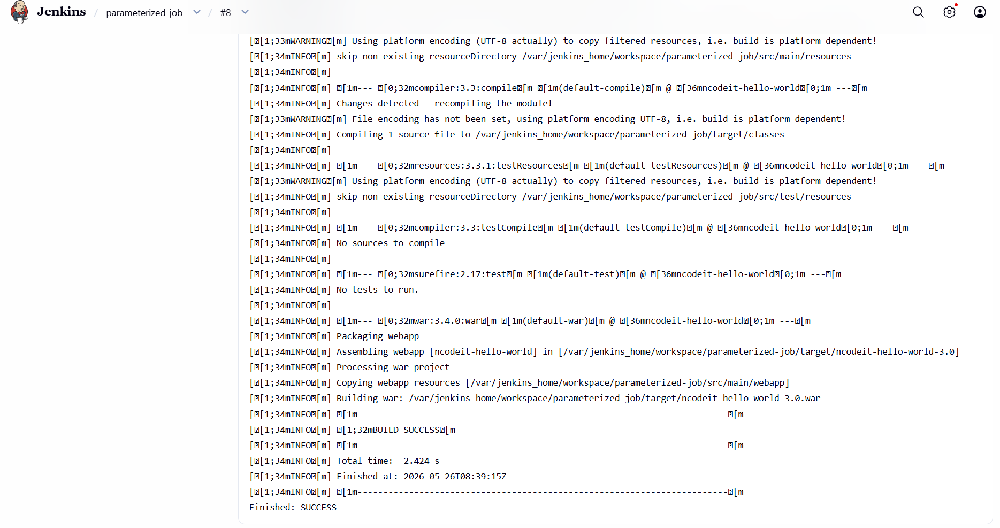 Jenkins / parameterized-job / #8
[�[1;33mWARNING�[m] Using platform encoding (UTF-8 actually) to copy filtered resources, i.e. build is platform dependent!
[�[1;34mINFO�[m] skip non existing resourceDirectory /var/jenkins_home/workspace/parameterized-job/src/main/resources
[�[1;34mINFO�[m]
[�[1;34mINFO�[m] �[1m--- �[0;32mcompiler:3.3:compile�[m �[1m(default-compile)�[m @ �[36mncodeit-hello-world�[0;1m ---�[m
[�[1;34mINFO�[m] Changes detected - recompiling the module!
[�[1;33mWARNING�[m] File encoding has not been set, using platform encoding UTF-8, i.e. build is platform dependent!
[�[1;34mINFO�[m] Compiling 1 source file to /var/jenkins_home/workspace/parameterized-job/target/classes
[�[1;34mINFO�[m]
[�[1;34mINFO�[m] �[1m--- �[0;32mresources:3.3.1:testResources�[m �[1m(default-testResources)�[m @ �[36mncodeit-hello-world�[0;1m ---�[m
[�[1;33mWARNING�[m] Using platform encoding (UTF-8 actually) to copy filtered resources, i.e. build is platform dependent!
[�[1;34mINFO�[m] skip non existing resourceDirectory /var/jenkins_home/workspace/parameterized-job/src/test/resources
[�[1;34mINFO�[m]
[�[1;34mINFO�[m] �[1m--- �[0;32mcompiler:3.3:testCompile�[m �[1m(default-testCompile)�[m @ �[36mncodeit-hello-world�[0;1m ---�[m
[�[1;34mINFO�[m] No sources to compile
[�[1;34mINFO�[m]
[�[1;34mINFO�[m] �[1m--- �[0;32msurefire:2.17:test�[m �[1m(default-test)�[m @ �[36mncodeit-hello-world�[0;1m ---�[m
[�[1;34mINFO�[m] No tests to run.
[�[1;34mINFO�[m]
[�[1;34mINFO�[m] �[1m--- �[0;32mwar:3.4.0:war�[m �[1m(default-war)�[m @ �[36mncodeit-hello-world�[0;1m ---�[m
[�[1;34mINFO�[m] Packaging webapp
[�[1;34mINFO�[m] Assembling webapp [ncodeit-hello-world] in [/var/jenkins_home/workspace/parameterized-job/target/ncodeit-hello-world-3.0]
[�[1;34mINFO�[m] Processing war project
[�[1;34mINFO�[m] Copying webapp resources [/var/jenkins_home/workspace/parameterized-job/src/main/webapp]
[�[1;34mINFO�[m] Building war: /var/jenkins_home/workspace/parameterized-job/target/ncodeit-hello-world-3.0.war
[�[1;34mINFO�[m] �[1m------------------------------------------------------------------------�[m
[�[1;34mINFO�[m] �[1;32mBUILD SUCCESS�[m
[�[1;34mINFO�[m] �[1m------------------------------------------------------------------------�[m
[�[1;34mINFO�[m] Total time:  2.424 s
[�[1;34mINFO�[m] Finished at: 2026-05-26T08:39:15Z
[�[1;34mINFO�[m] �[1m------------------------------------------------------------------------�[m
Finished: SUCCESS